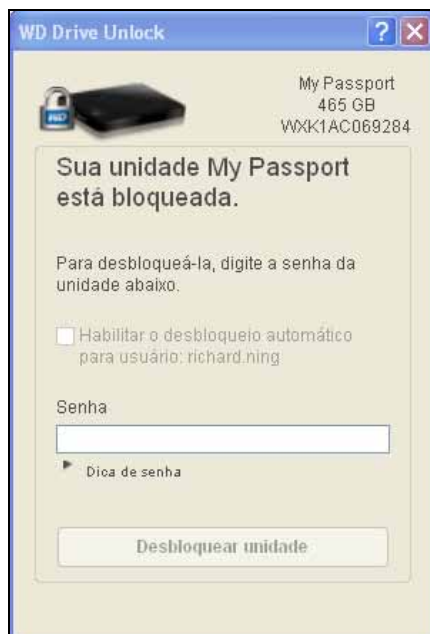 WD Drive Unlock
?
My Passport
465 GB
WXK1AC069284
WD
Sua unidade My Passport
está bloqueada.
Para desbloqueá-la, digite a senha da
unidade abaixo.
Habilitar o desbloqueio automático
para usuário: richard.ning
Senha
Dica de senha
Desbloquear unidade